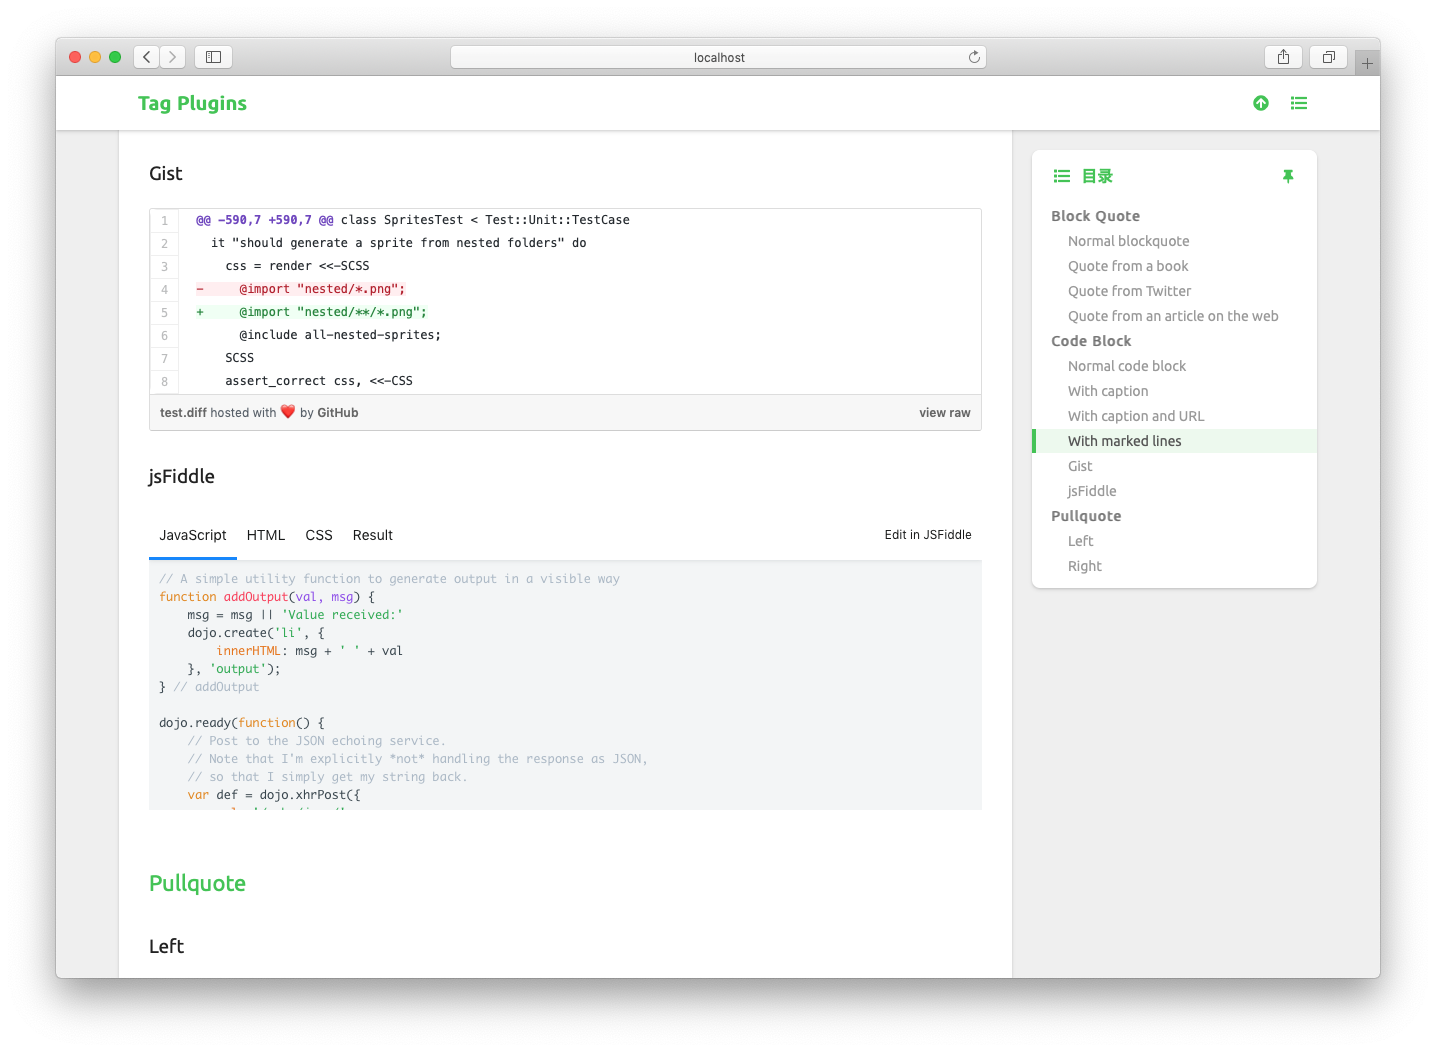 localhost
Tag Plugins
Gist
1 @@ -590,7 +590,7 @@ class SpritesTest < Test::Unit::TestCase
2 it "should generate a sprite from nested folders" do
3 css = render <<-SCSS
4 - @import "nested/*.png";
5 + @import "nested/**/*.png";
6 @include all-nested-sprites;
7 SCSS
8 assert_correct css, <<-CSS
test.diff hosted with ❤ by GitHub
view raw
jsFiddle
JavaScript HTML CSS Result
Edit in JSFiddle
// A simple utility function to generate output in a visible way
function addOutput(val, msg) {
msg = msg || 'Value received:'
dojo.create('li', {
innerHTML: msg + ' ' + val
}, 'output');
} // addOutput
dojo.ready(function() {
// Post to the JSON echoing service.
// Note that I'm explicitly *not* handling the response as JSON,
// so that I simply get my string back.
var def = dojo.xhrPost({
Pullquote
Left
目录
Block Quote
Normal blockquote
Quote from a book
Quote from Twitter
Quote from an article on the web
Code Block
Normal code block
With caption
With caption and URL
With marked lines
Gist
jsFiddle
Pullquote
Left
Right